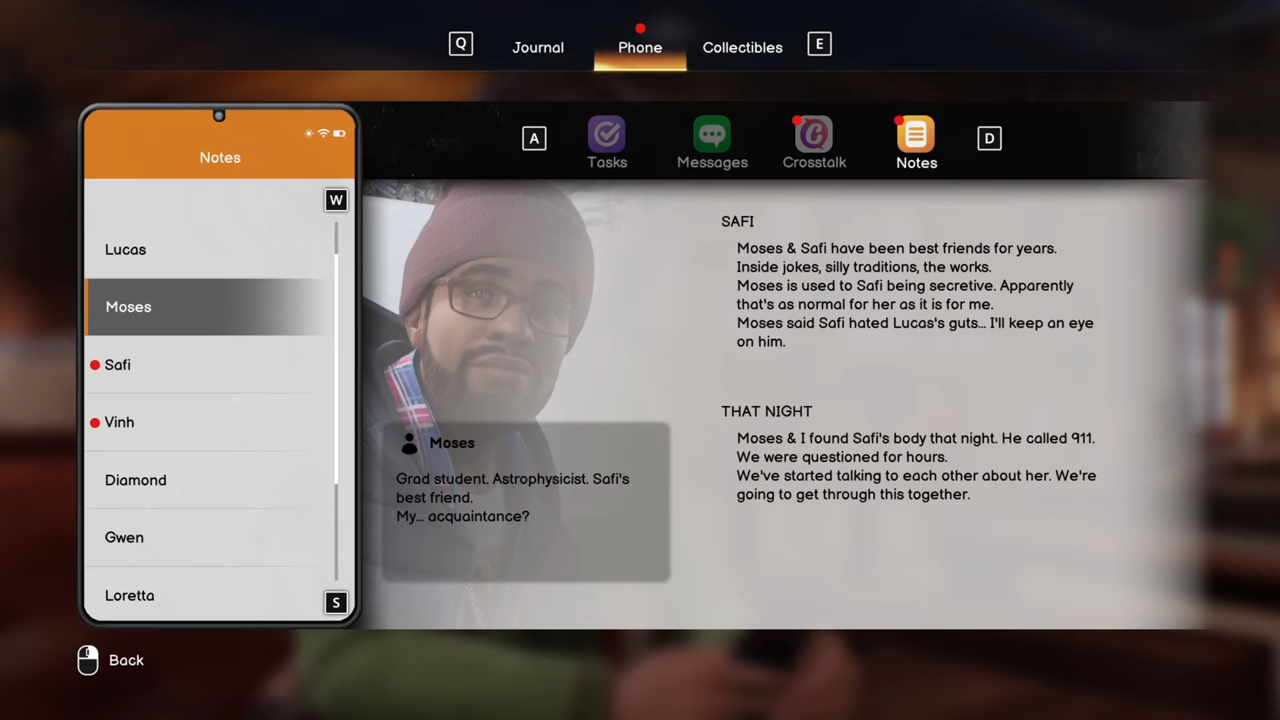 Q
Journal
Phone
Collectibles
E
Notes
A
Tasks
Messages
Crosstalk
Notes
D
W
Lucas
Moses
Safi
Vinh
Diamond
Gwen
Loretta
S
Moses
Grad student. Astrophysicist. Safi's
best friend.
My... acquaintance?
SAFI
Moses & Safi have been best friends for years.
Inside jokes, silly traditions, the works.
Moses is used to Safi being secretive. Apparently
that's as normal for her as it is for me.
Moses said Safi hated Lucas's guts... I'll keep an eye
on him.
THAT NIGHT
Moses & I found Safi's body that night. He called 911.
We were questioned for hours.
We've started talking to each other about her. We're
going to get through this together.
Back